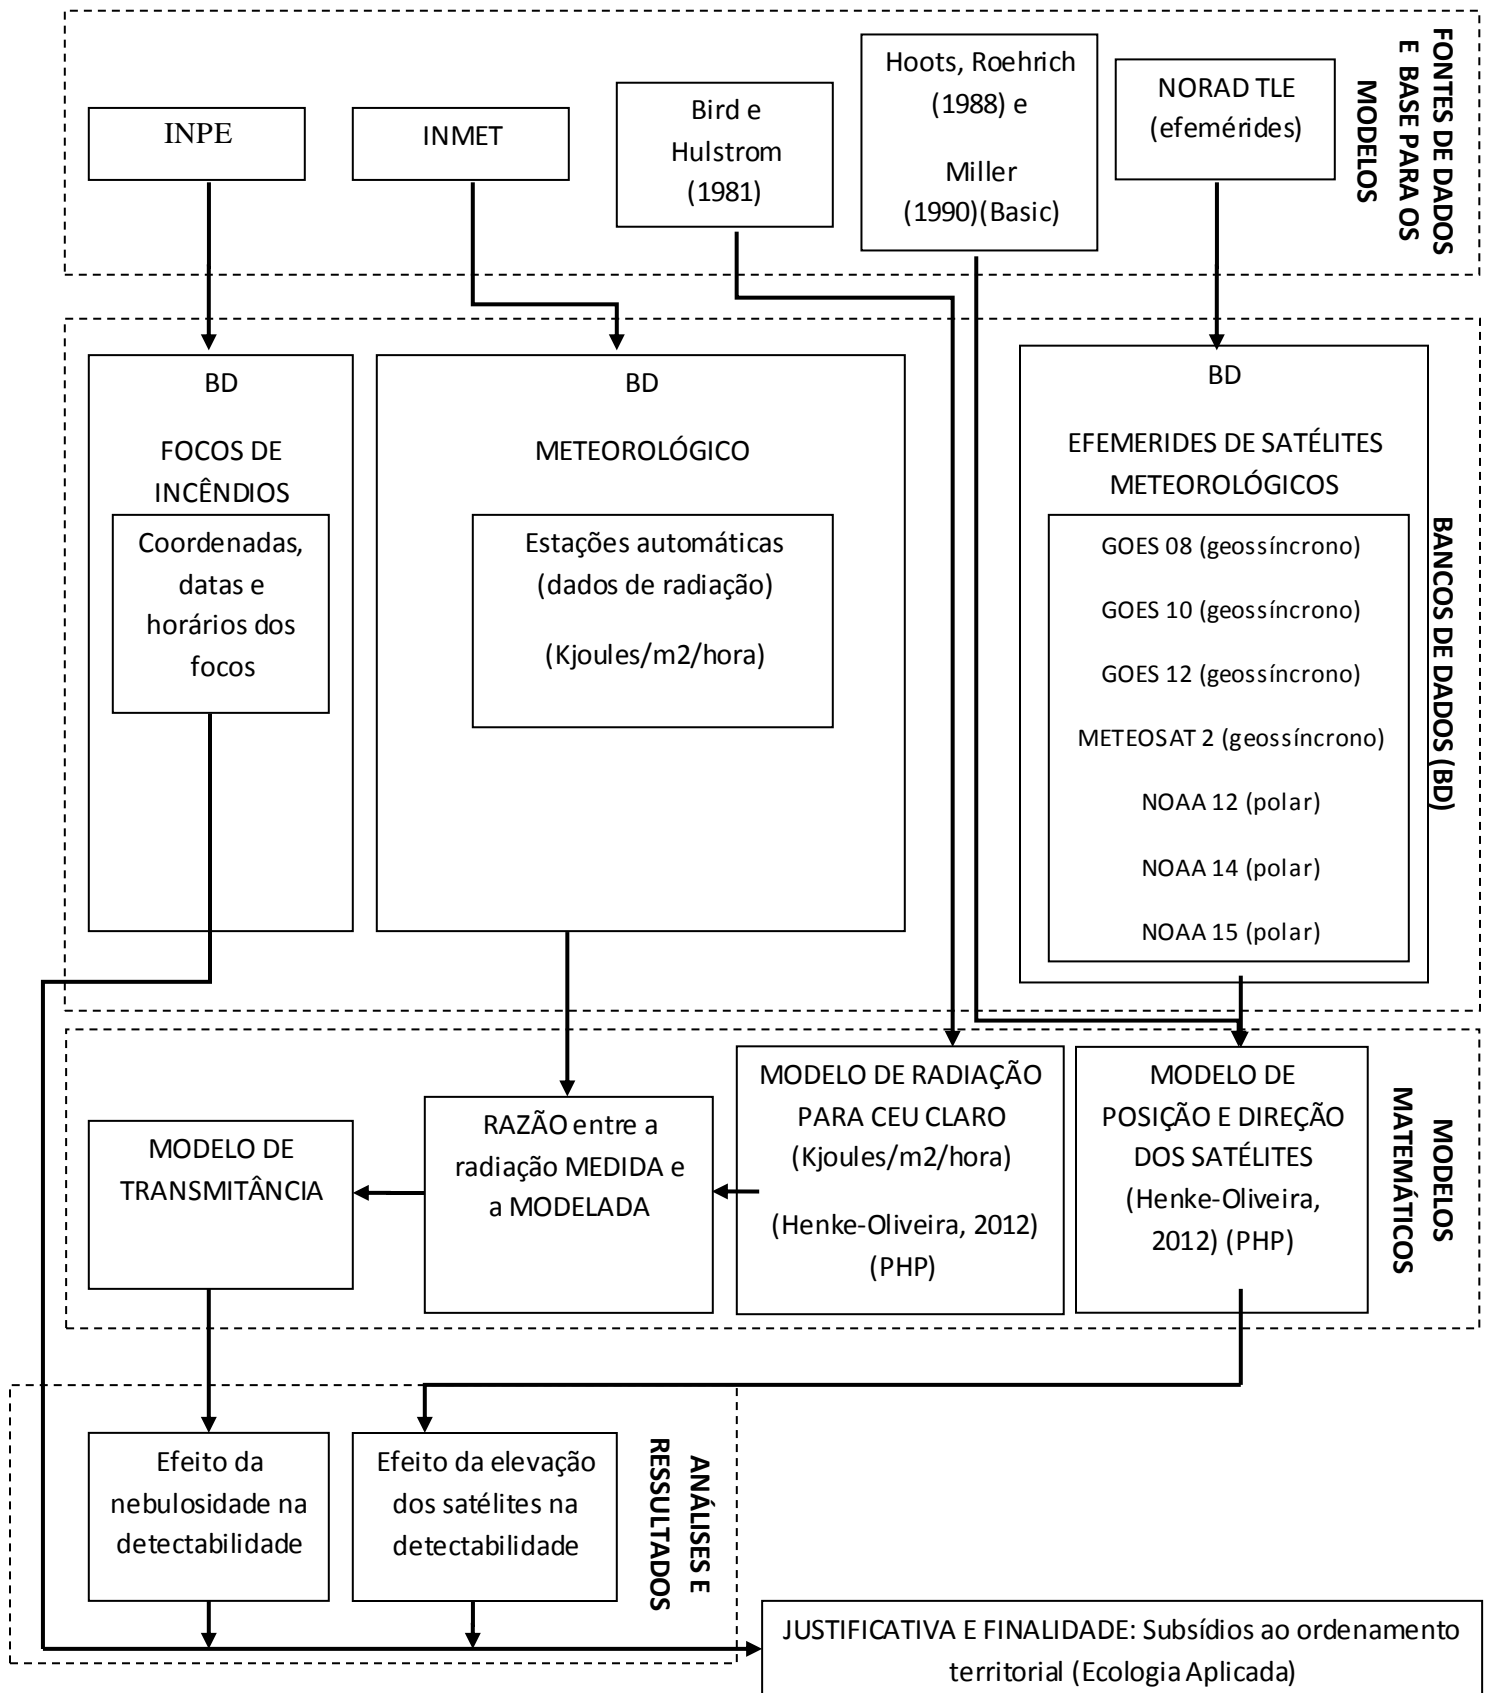 FONTES DE DADOS
E BASE PARA OS
MODELOS
INPE
INMET
Bird e
Hulstrom
(1981)
Hoots, Roehrich
(1988) e
Miller
(1990)(Basic)
NORAD TLE
(efemérides)
BANCOS DE DADOS (BD)
BD
FOCOS DE
INCÊNDIOS
Coordenadas,
datas e
horários dos
focos
BD
METEOROLÓGICO
Estações automáticas
(dados de radiação)
(Kjoules/m2/hora)
BD
EFEMERIDES DE SATÉLITES
METEOROLÓGICOS
GOES 08 (geossíncrono)
GOES 10 (geossíncrono)
GOES 12 (geossíncrono)
METEOSAT 2 (geossíncrono)
NOAA 12 (polar)
NOAA 14 (polar)
NOAA 15 (polar)
MODELOS
MATEMÁTICOS
MODELO DE
TRANSMITÂNCIA
RAZÃO entre a
radiação MEDIDA e
a MODELADA
MODELO DE RADIAÇÃO
PARA CEU CLARO
(Kjoules/m2/hora)
(Henke-Oliveira, 2012)
(PHP)
MODELO DE
POSIÇÃO E DIREÇÃO
DOS SATÉLITES
(Henke-Oliveira,
2012) (PHP)
ANÁLISES E
RESSULTADOS
Efeito da
nebulosidade na
detectabilidade
Efeito da elevação
dos satélites na
detectabilidade
JUSTIFICATIVA E FINALIDADE: Subsídios ao ordenamento
territorial (Ecologia Aplicada)